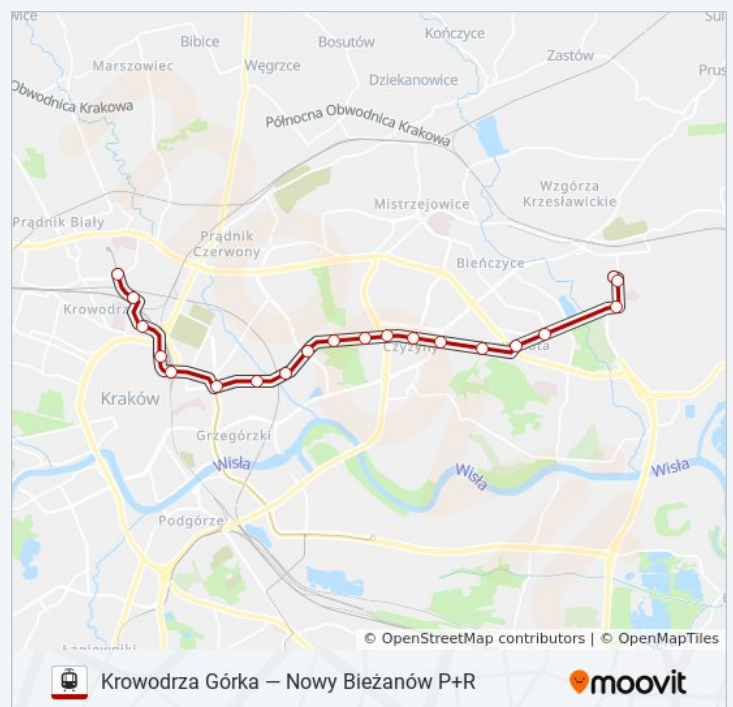 Bibice
Bosutów
Kończyce
Marszowiec
Węgrzce
Zastów
Dziekanowice
Obwodnica Krakowa
Północna Obwodnica Krakowa
Wzgórza
Krzesławickie
Mistrzejowice
Prądnik Biały
Prądnik
Czerwony
Bieńczyce
Krowodrz
Czyżyny
Kraków
Grzegórzki
Wisła
Wisła
Wisła
Podgórze
© OpenStreetMap contributors | © OpenMapTiles
Krowodrza Górka — Nowy Bieżanów P+R
moovit